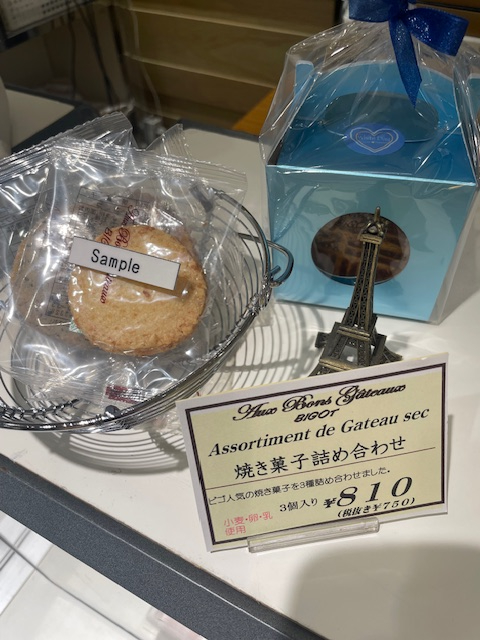 Sample
Aux Bons Gâteaux
BIGOT
Assortiment de Gateau sec
焼き菓子詰め合わせ
ビゴ人気の焼き菓子を3種詰め合わせました。
小麦・卵・乳
使用
3個入り ¥810
(税抜き¥750)